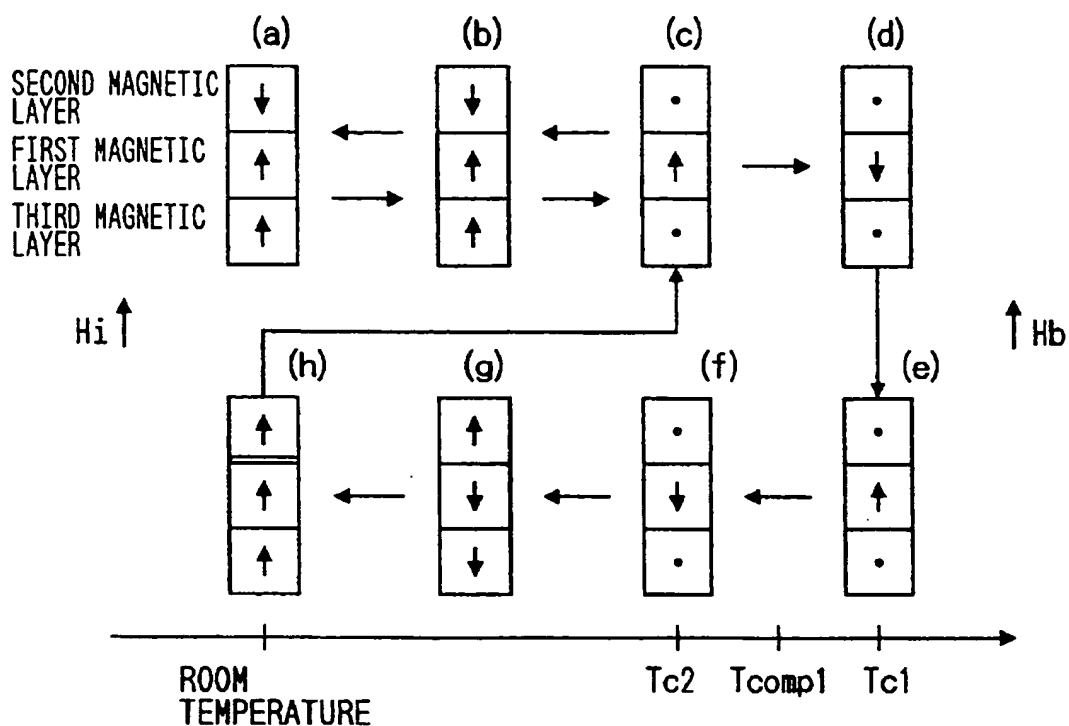 (a) (b) (c) (d)
SECOND MAGNETIC
LAYER
FIRST MAGNETIC
LAYER
THIRD MAGNETIC
LAYER
Hi Hb
(h) (g) (f) (e)
ROOM
TEMPERATURE
Tc2 Tcomp1 Tc1